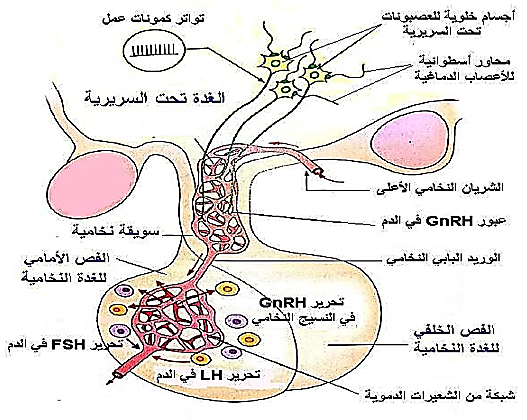 أجسام خلوية للعصبونات
تحت السريرية
تواتر كمونات عمل
محاور أسطوانية
للأعصاب الدماغية
الغدة تحت السريرية
الشريان النخامي الأعلى
عبور GnRH في الدم
سويقة نخامية
الوريد البابي النخامي
الفص الأمامي
للغدة النخامية
تحرير GnRH
في النسيج النخامي
الفص الخلفي
للغدة النخامية
تحرير FSH في الدم
تحرير LH في الدم
شبكة من الشعيرات الدموية